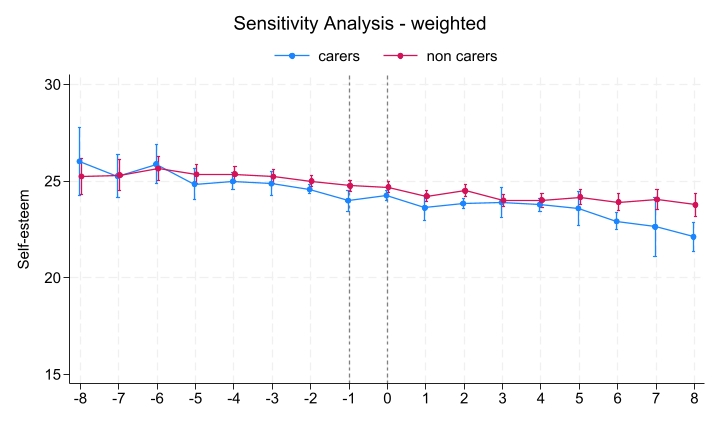 Sensitivity Analysis - weighted
carers non carers
30
25
20
15
Self-esteem
-8 -7 -6 -5 -4 -3 -2 -1 0 1 2 3 4 5 6 7 8